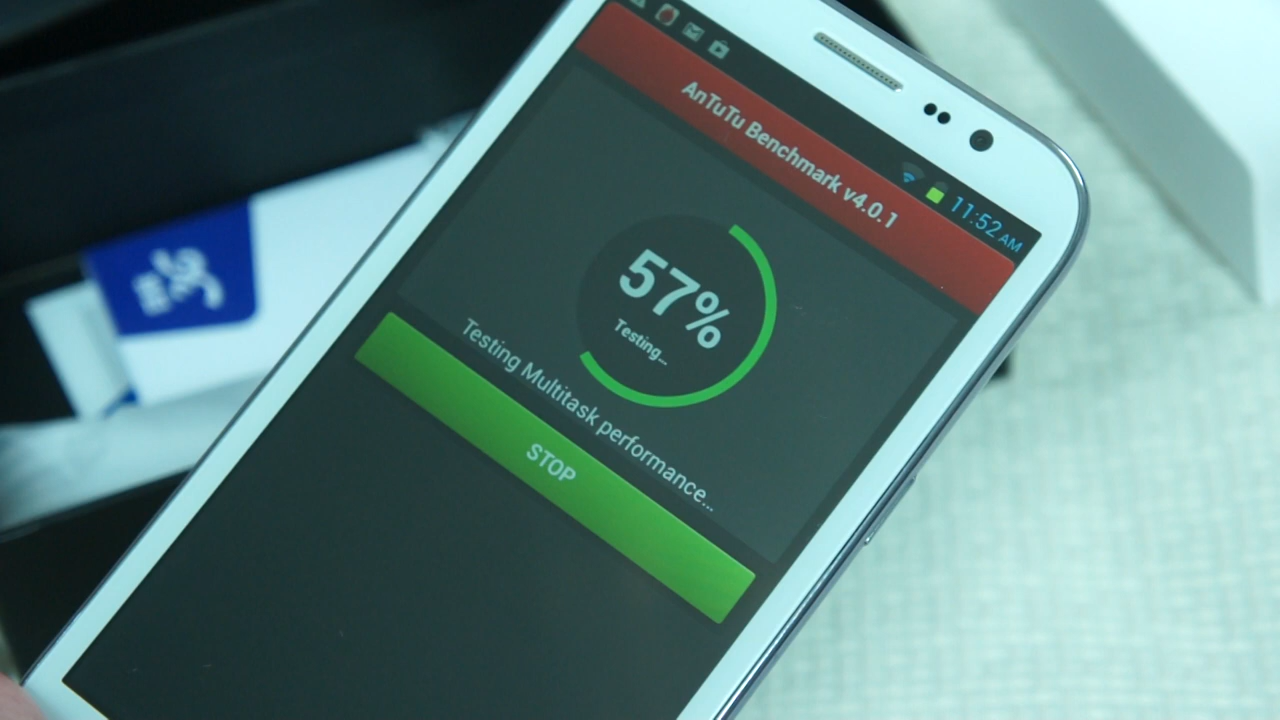 11:52 AM
AnTuTu Benchmark v4.0.1
57%
Testing...
Testing Multitask performance...
STOP